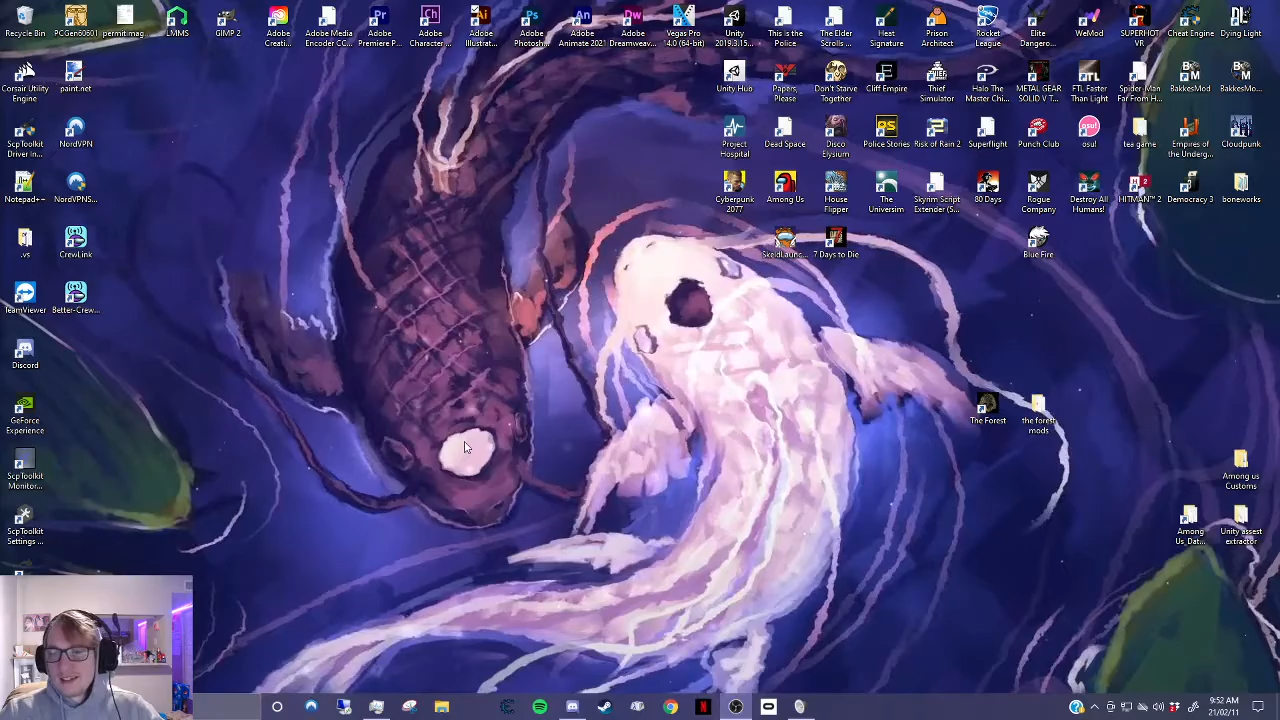 Recycle Bin
PCGen60601
permit.mag...
LMMS
GIMP 2
Adobe Creati...
Adobe Media Encoder CC...
Adobe Premiere P...
Adobe Character...
Adobe Illustrat...
Adobe Photosh...
Adobe Animate 2021
Adobe Dreamweav...
Vegas Pro 14.0 (64-bit)
Unity 2019.3.15...
This is the Police
The Elder Scrolls ...
Heat Signature
Prison Architect
Rocket League
Elite Dangero...
WeMod
SUPERHOT VR
Cheat Engine
Dying Light
Corsair Utility Engine
paint.net
Unity Hub
Papers, Please
Don't Starve Together
Cliff Empire
Thief Simulator
Halo The Master Chi...
METAL GEAR SOLID V T...
FTL Faster Than Light
Spider-Man Far From H...
BakkesMod
BakkesMo...
ScpToolkit Driver In...
NordVPN
Project Hospital
Dead Space
Disco Elysium
Police Stories
Risk of Rain 2
Superflight
Punch Club
osu!
tea game
Empires of the Underg...
Cloudpunk
Notepad++
NordVPNS...
Cyberpunk 2077
Among Us
House Flipper
The Universim
Skyrim Script Extender (S...
80 Days
Rogue Company
Destroy All Humans!
HITMAN™ 2
Democracy 3
boneworks
.vs
CrewLink
SkeldLaunc...
7 Days to Die
Blue Fire
TeamViewer
Better-Crew...
Discord
GeForce Experience
The Forest
the forest mods
ScpToolkit Monitor...
Among us Customs
ScpToolkit Settings ...
Among Us_Dat...
Unity assest extractor
9:52 AM
21/02/11